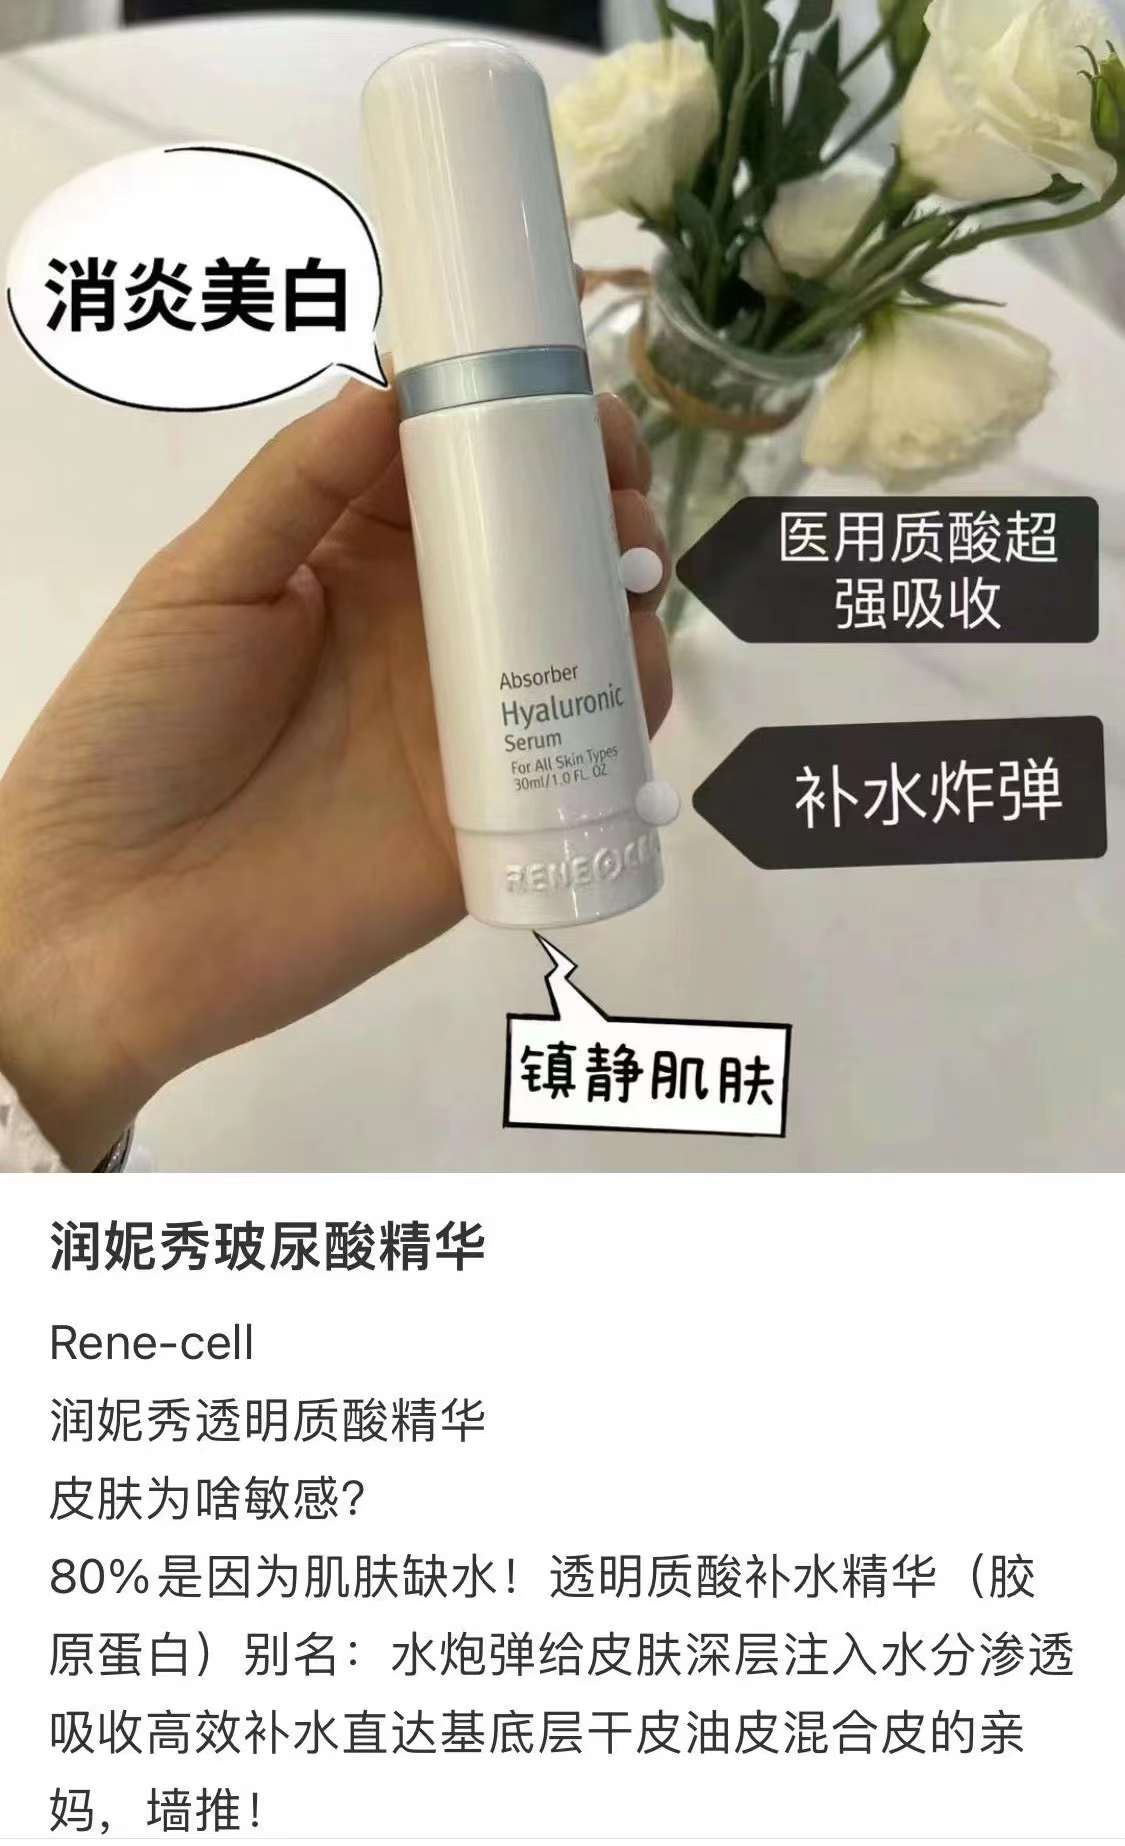 消炎美白
医用质酸超
强吸收
Absorber
Hyaluronic
Serum
For All Skin Types
30ml/1.0 FL. OZ
补水炸弹
镇静肌肤
润妮秀玻尿酸精华
Rene-cell
润妮秀透明质酸精华
皮肤为啥敏感?
80%是因为肌肤缺水！透明质酸补水精华（胶
原蛋白）别名：水炮弹给皮肤深层注入水分渗透
吸收高效补水直达基底层干皮油皮混合皮的亲
妈，墙推！